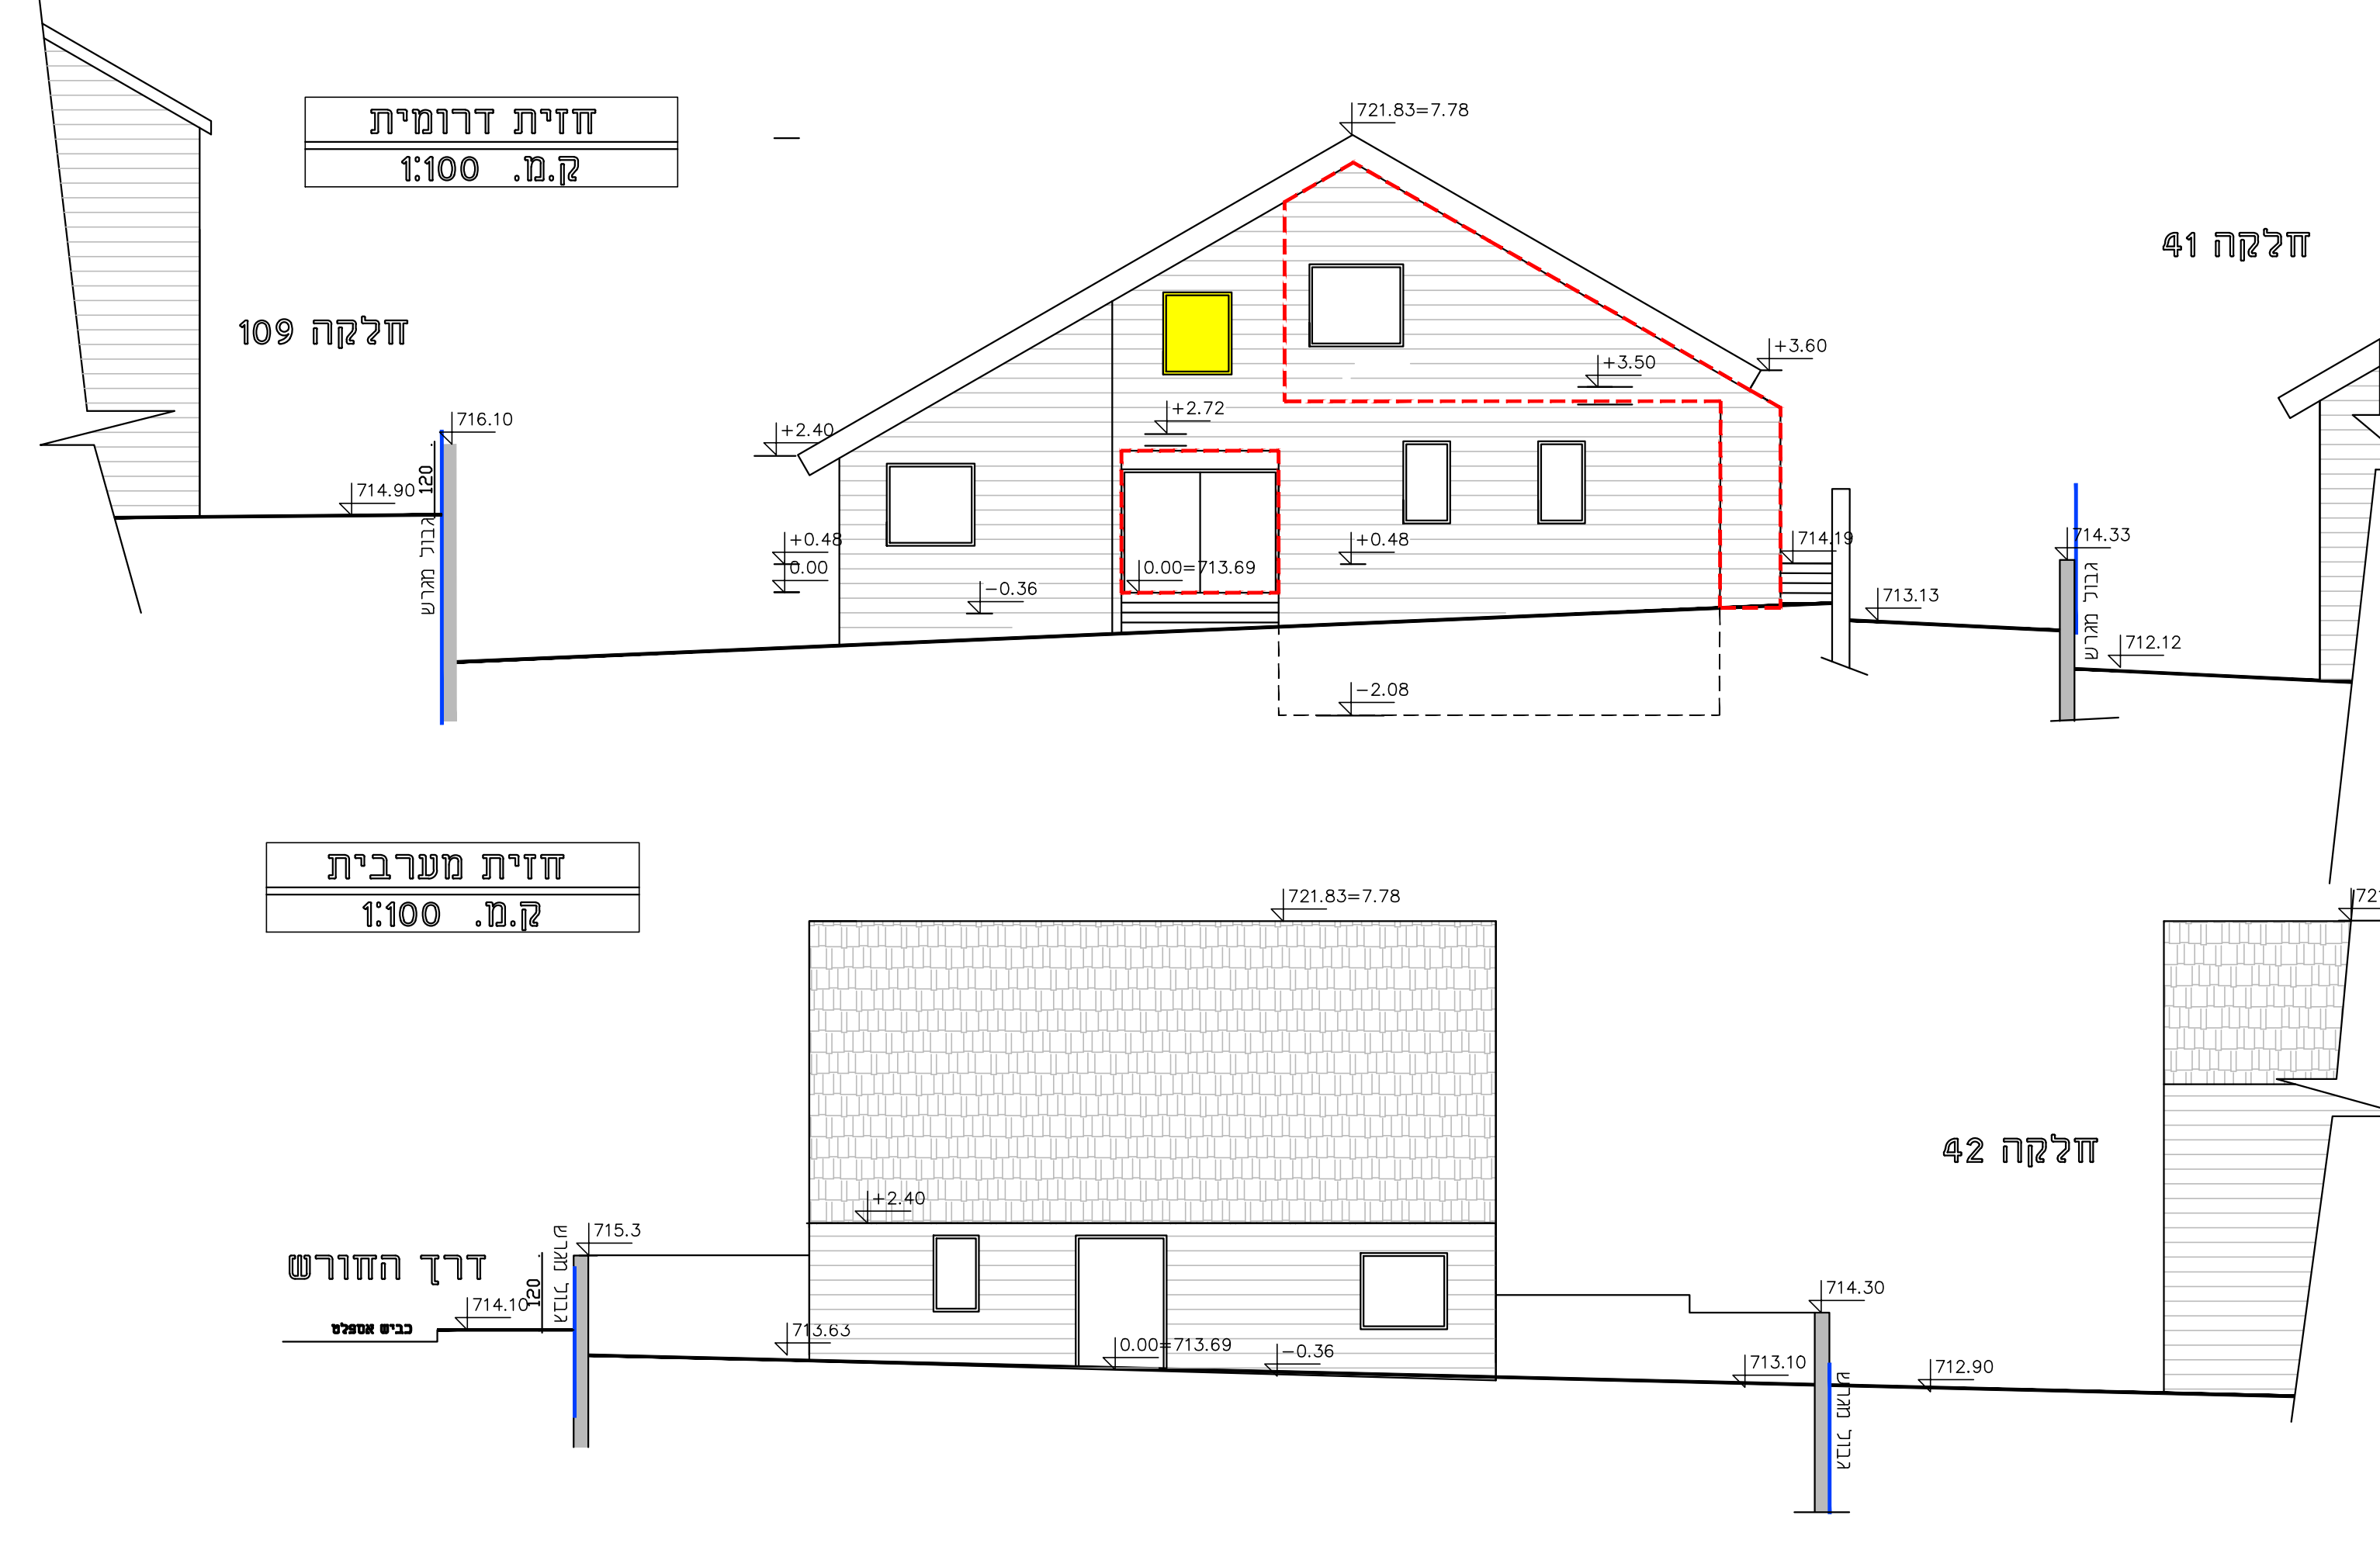 חזית דרומית
ק.מ. 1:100
721.83=7.78
חלקה 41
חלקה 109
+3.60
+3.50
+2.72
+2.40
716.10
120
714.90
גבול מגרש
+0.48
0.00
+0.48
0.00=713.69
-0.36
714.19
714.33
גבול מגרש
713.13
712.12
-2.08
חזית מערבית
ק.מ. 1:100
721.83=7.78
חלקה 42
+2.40
715.3
גבול מגרש
דרך החורש
120
714.10
כביש אספלט
713.63
0.00=713.69
-0.36
714.30
713.10
712.90
גבול מגרש